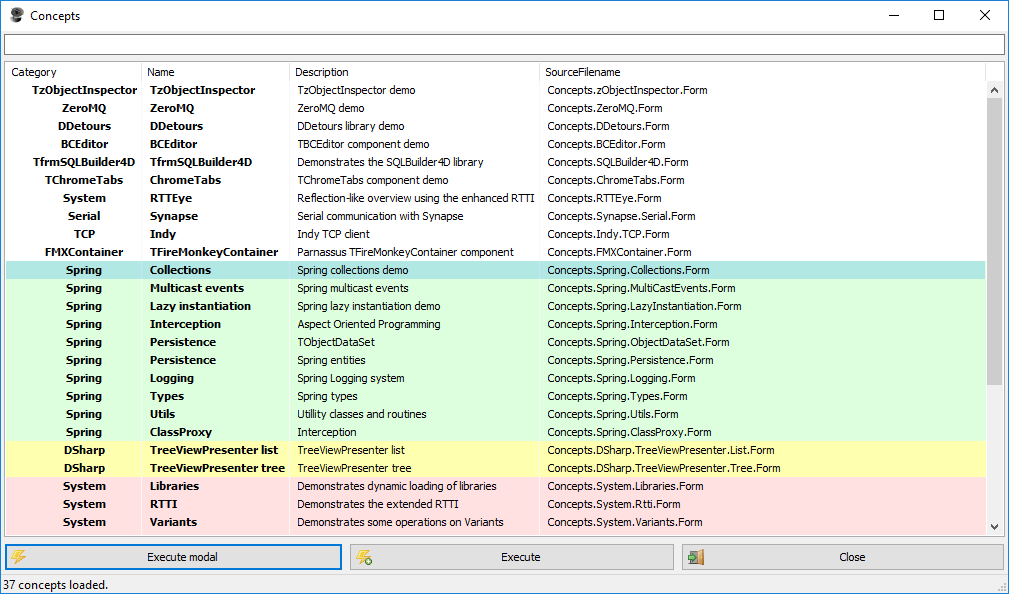 Concepts
Category Name Description SourceFilename
TzObjectInspector TzObjectInspector TzObjectInspector demo Concepts.zObjectInspector.Form
ZeroMQ ZeroMQ ZeroMQ demo Concepts.ZeroMQ.Form
DDetours DDetours DDetours library demo Concepts.DDetours.Form
BCEditor BCEditor TBCEditor component demo Concepts.BCEditor.Form
TfrmSQLBuilder4D TfrmSQLBuilder4D Demonstrates the SQLBuilder4D library Concepts.SQLBuilder4D.Form
TChromeTabs ChromeTabs TChromeTabs component demo Concepts.ChromeTabs.Form
System RTTEye Reflection-like overview using the enhanced RTTI Concepts.RTTEye.Form
Serial Synapse Serial communication with Synapse Concepts.Synapse.Serial.Form
TCP Indy Indy TCP client Concepts.Indy.TCP.Form
FMXContainer TFireMonkeyContainer Parnassus TFireMonkeyContainer component Concepts.FMXContainer.Form
Spring Collections Spring collections demo Concepts.Spring.Collections.Form
Spring Multicast events Spring multicast events Concepts.Spring.MultiCastEvents.Form
Spring Lazy instantiation Spring lazy instantiation demo Concepts.Spring.LazyInstantiation.Form
Spring Interception Aspect Oriented Programming Concepts.Spring.Interception.Form
Spring Persistence TObjectDataSet Concepts.Spring.ObjectDataSet.Form
Spring Persistence Spring entities Concepts.Spring.Persistence.Form
Spring Logging Spring Logging system Concepts.Spring.Logging.Form
Spring Types Spring types Concepts.Spring.Types.Form
Spring Utils Utillity classes and routines Concepts.Spring.Utils.Form
Spring ClassProxy Interception Concepts.Spring.ClassProxy.Form
DSharp TreeViewPresenter list TreeViewPresenter list Concepts.DSharp.TreeViewPresenter.List.Form
DSharp TreeViewPresenter tree TreeViewPresenter tree Concepts.DSharp.TreeViewPresenter.Tree.Form
System Libraries Demonstrates dynamic loading of libraries Concepts.System.Libraries.Form
System RTTI Demonstrates the extended RTTI Concepts.System.Rtti.Form
System Variants Demonstrates some operations on Variants Concepts.System.Variants.Form
Execute modal Execute Close
37 concepts loaded.